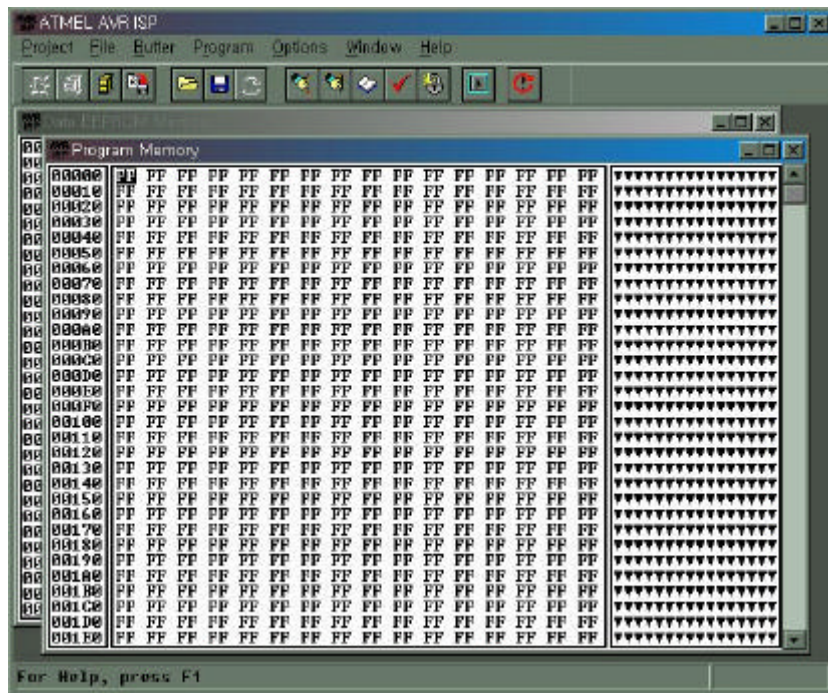 ATMEL AVR ISP
Project File Buffer Program Options Window Help
Data EEPROM Memory
Program Memory
00000 FF FF FF FF FF FF FF FF FF FF FF FF FF FF FF FF
00010 FF FF FF FF FF FF FF FF FF FF FF FF FF FF FF FF
00020 FF FF FF FF FF FF FF FF FF FF FF FF FF FF FF FF
00030 FF FF FF FF FF FF FF FF FF FF FF FF FF FF FF FF
00040 FF FF FF FF FF FF FF FF FF FF FF FF FF FF FF FF
00050 FF FF FF FF FF FF FF FF FF FF FF FF FF FF FF FF
00060 FF FF FF FF FF FF FF FF FF FF FF FF FF FF FF FF
00070 FF FF FF FF FF FF FF FF FF FF FF FF FF FF FF FF
00080 FF FF FF FF FF FF FF FF FF FF FF FF FF FF FF FF
00090 FF FF FF FF FF FF FF FF FF FF FF FF FF FF FF FF
000A0 FF FF FF FF FF FF FF FF FF FF FF FF FF FF FF FF
000B0 FF FF FF FF FF FF FF FF FF FF FF FF FF FF FF FF
000C0 FF FF FF FF FF FF FF FF FF FF FF FF FF FF FF FF
000D0 FF FF FF FF FF FF FF FF FF FF FF FF FF FF FF FF
000E0 FF FF FF FF FF FF FF FF FF FF FF FF FF FF FF FF
000F0 FF FF FF FF FF FF FF FF FF FF FF FF FF FF FF FF
00100 FF FF FF FF FF FF FF FF FF FF FF FF FF FF FF FF
00110 FF FF FF FF FF FF FF FF FF FF FF FF FF FF FF FF
00120 FF FF FF FF FF FF FF FF FF FF FF FF FF FF FF FF
00130 FF FF FF FF FF FF FF FF FF FF FF FF FF FF FF FF
00140 FF FF FF FF FF FF FF FF FF FF FF FF FF FF FF FF
00150 FF FF FF FF FF FF FF FF FF FF FF FF FF FF FF FF
00160 FF FF FF FF FF FF FF FF FF FF FF FF FF FF FF FF
00170 FF FF FF FF FF FF FF FF FF FF FF FF FF FF FF FF
00180 FF FF FF FF FF FF FF FF FF FF FF FF FF FF FF FF
00190 FF FF FF FF FF FF FF FF FF FF FF FF FF FF FF FF
001A0 FF FF FF FF FF FF FF FF FF FF FF FF FF FF FF FF
001B0 FF FF FF FF FF FF FF FF FF FF FF FF FF FF FF FF
001C0 FF FF FF FF FF FF FF FF FF FF FF FF FF FF FF FF
001D0 FF FF FF FF FF FF FF FF FF FF FF FF FF FF FF FF
001E0 FF FF FF FF FF FF FF FF FF FF FF FF FF FF FF FF
For Help, press F1